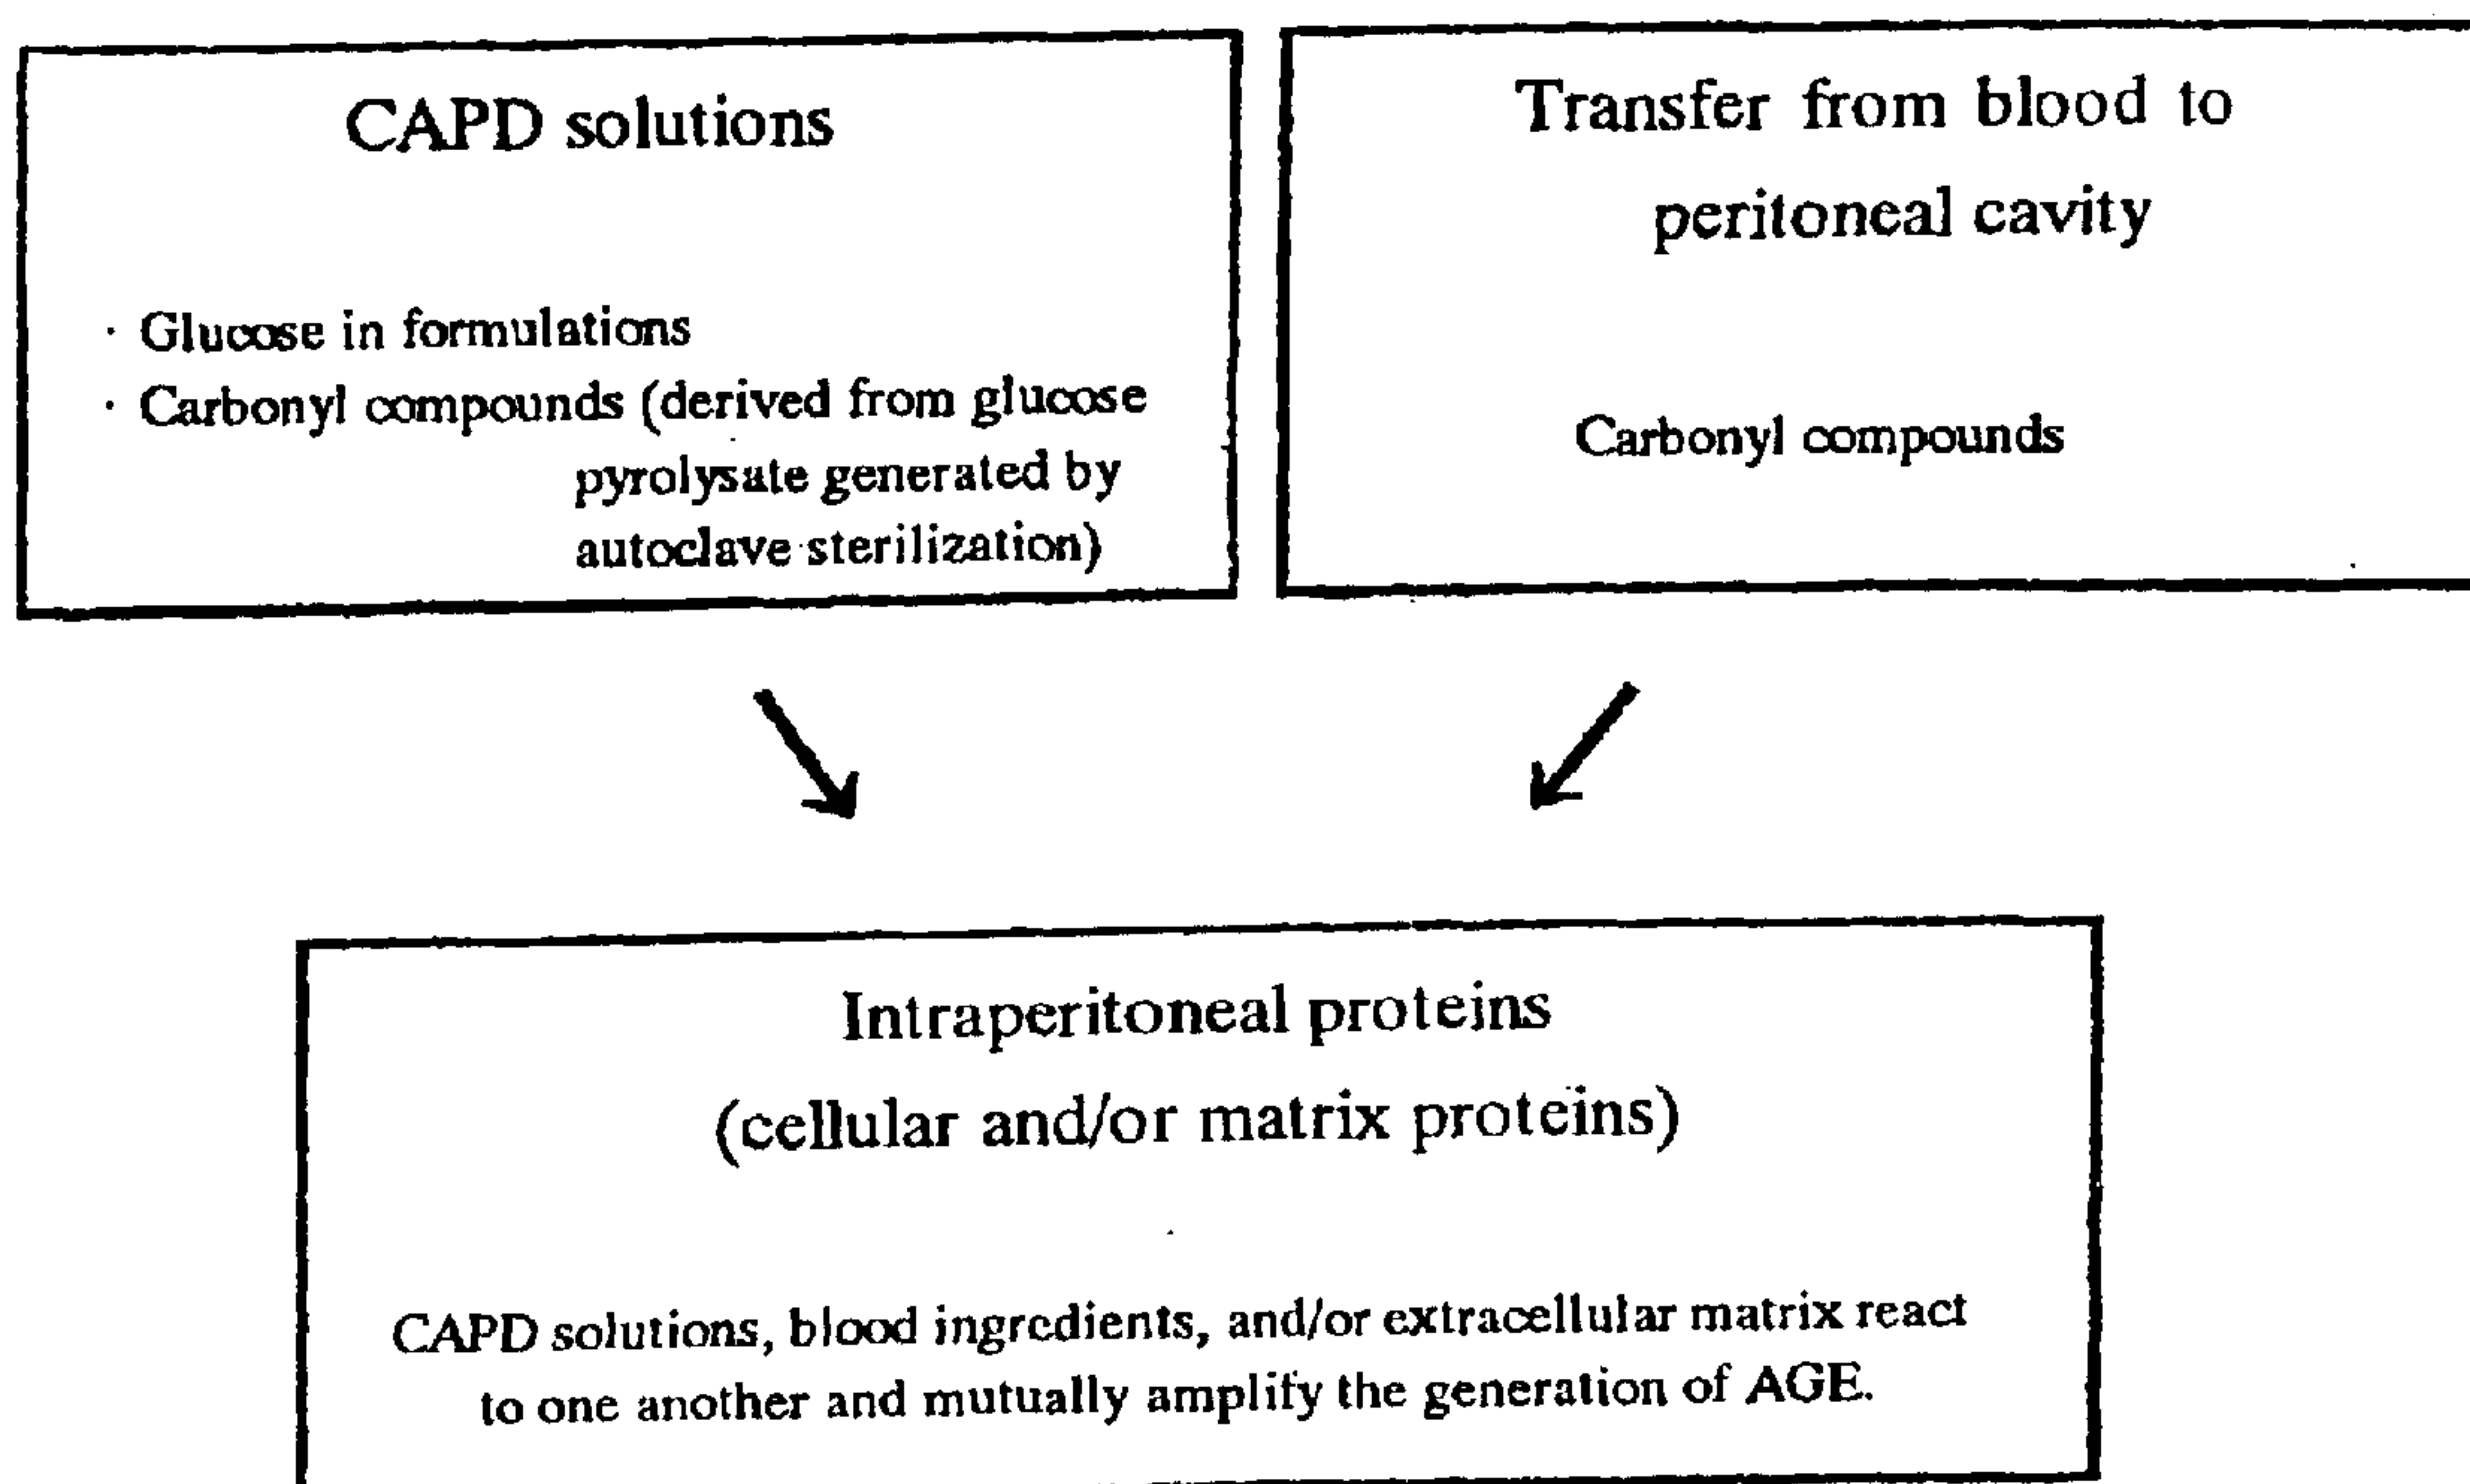 CAPD solutions
· Glucose in formulations
· Carbonyl compounds (derived from glucose
pyrolysate generated by
autoclave sterilization)
Transfer from blood to
peritoneal cavity
Carbonyl compounds
Intraperitoneal proteins
(cellular and/or matrix proteins)
CAPD solutions, blood ingredients, and/or extracellular matrix react
to one another and mutually amplify the generation of AGE.